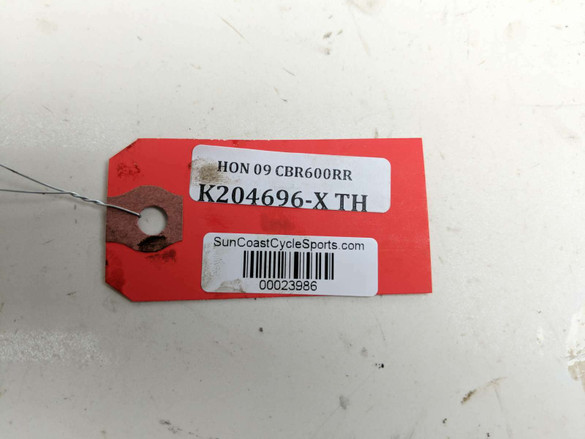 HON 09 CBR600RR
K204696-X TH
SunCoastCycleSports.com
00023986